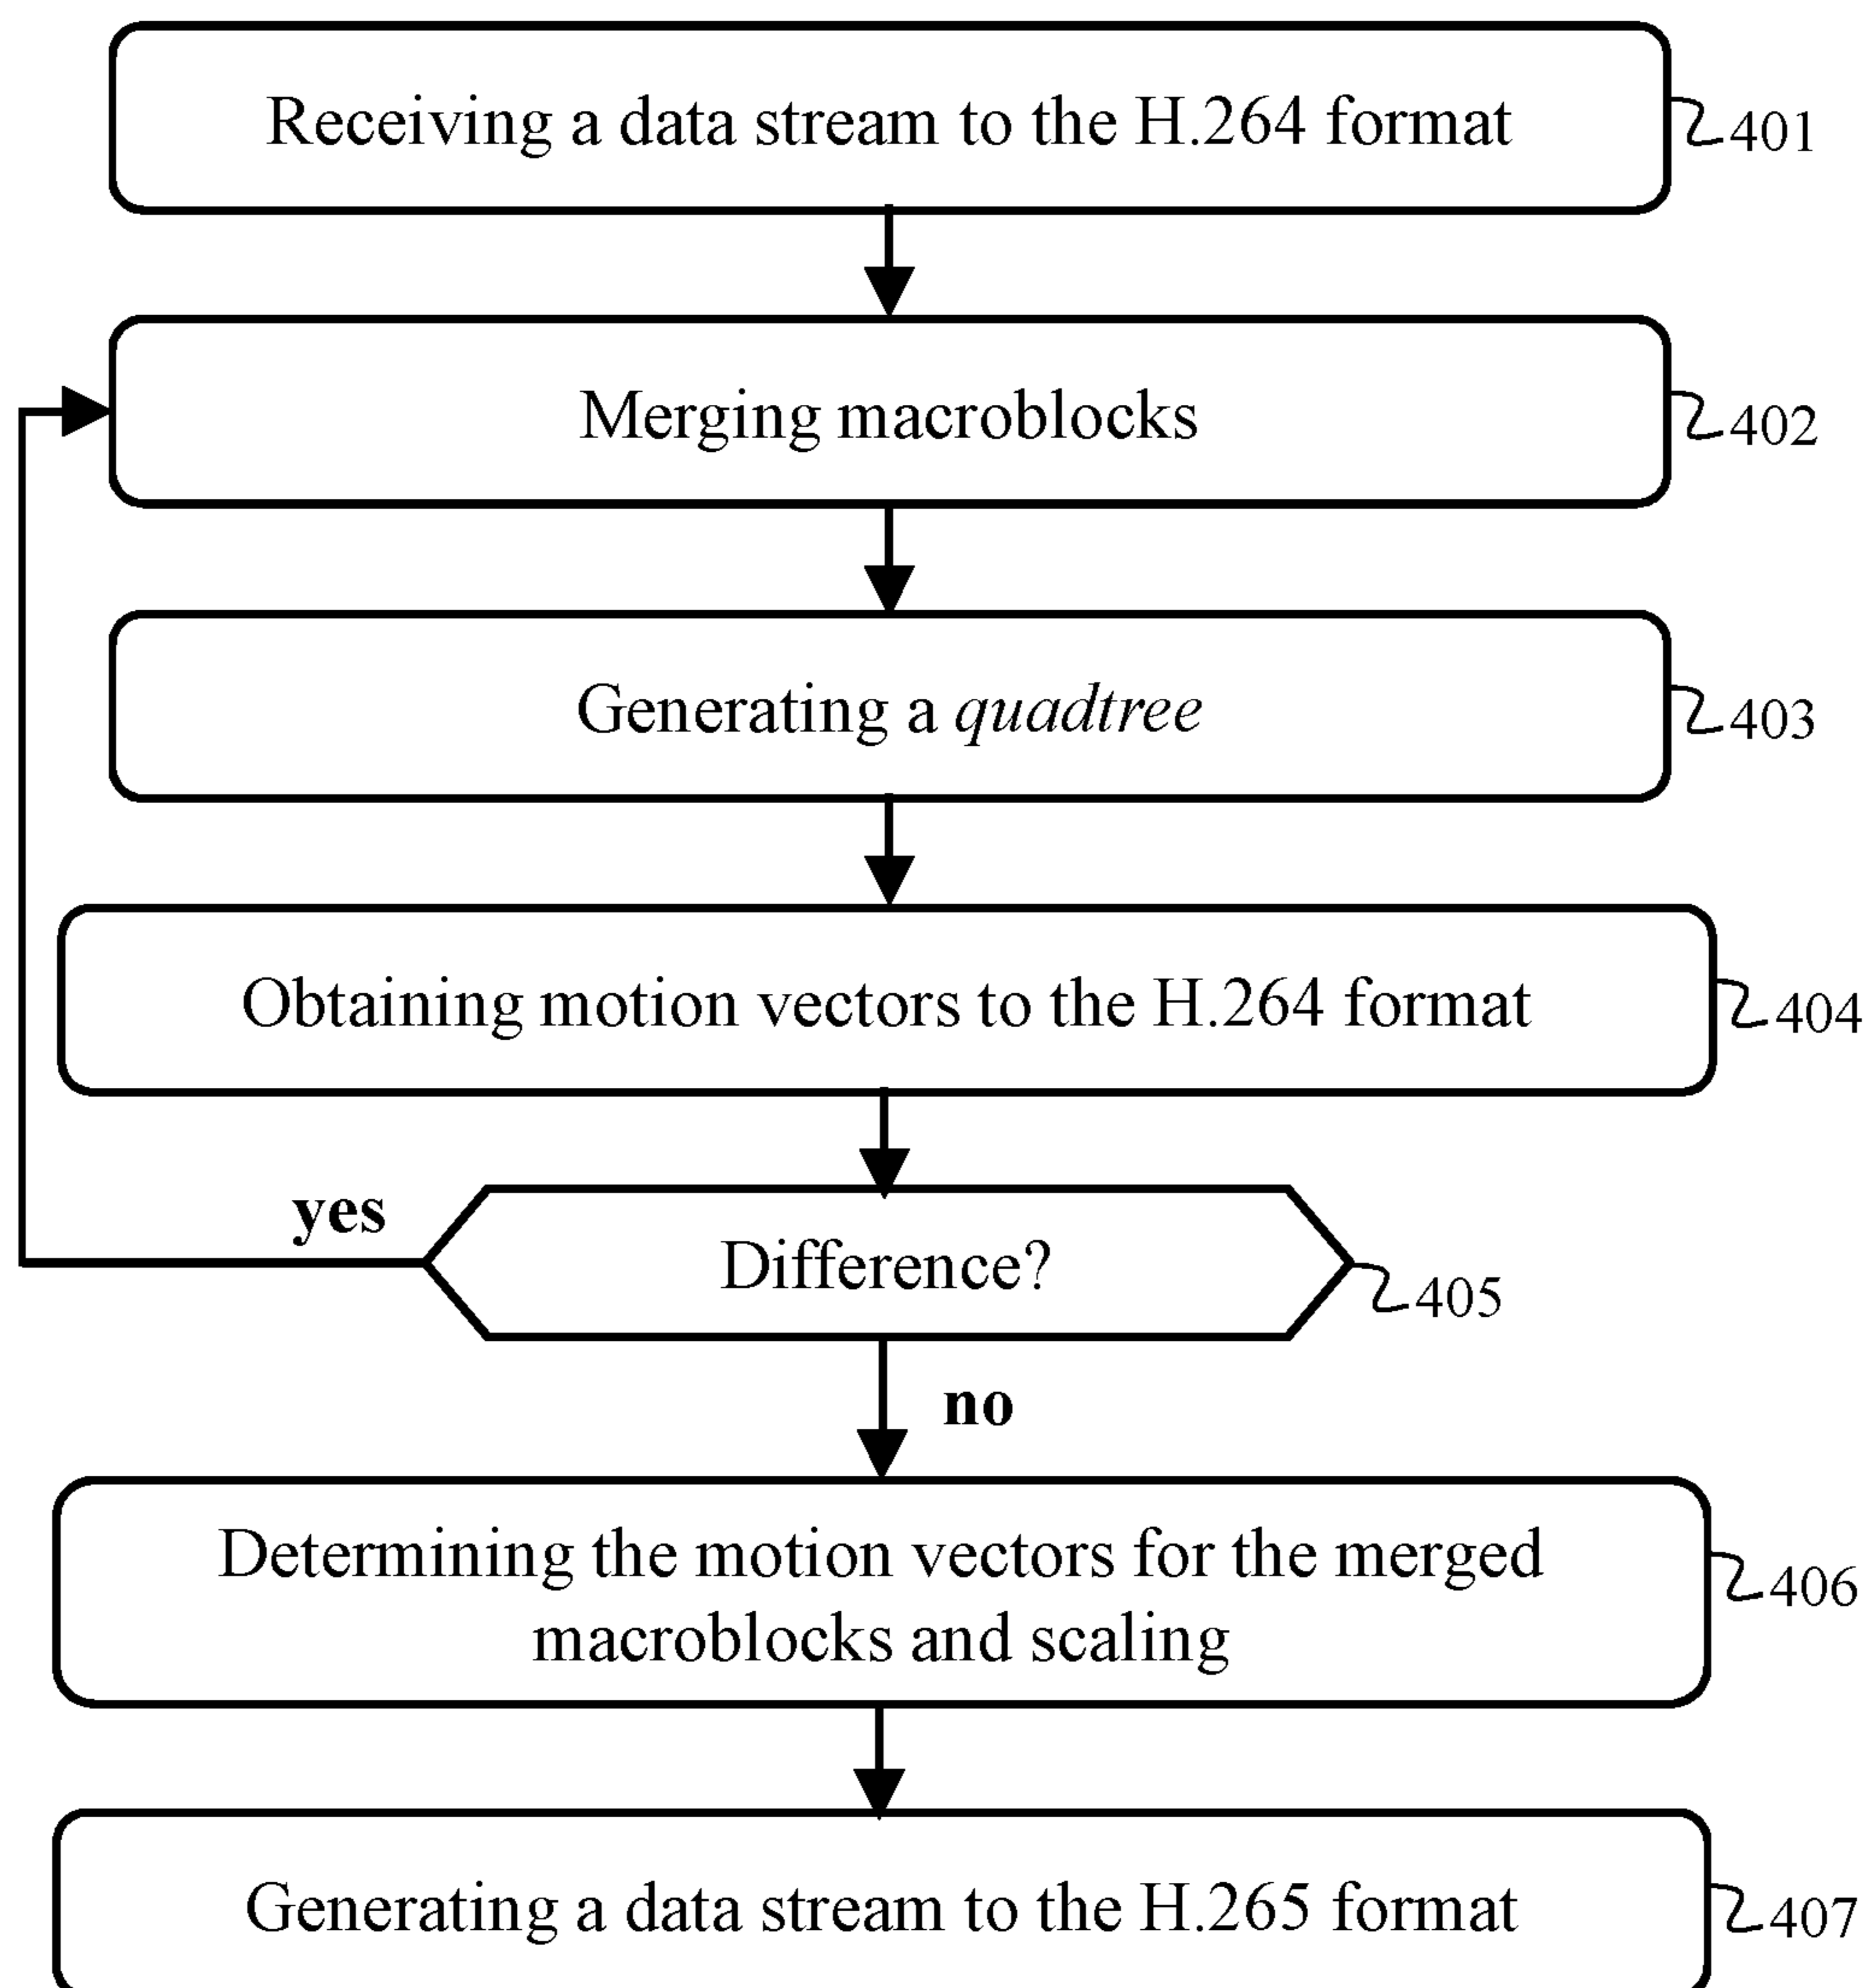 Receiving a data stream to the H.264 format
401
Merging macroblocks
402
Generating a quadtree
403
Obtaining motion vectors to the H.264 format
404
yes
Difference?
405
no
Determining the motion vectors for the merged
macroblocks and scaling
406
Generating a data stream to the H.265 format
407